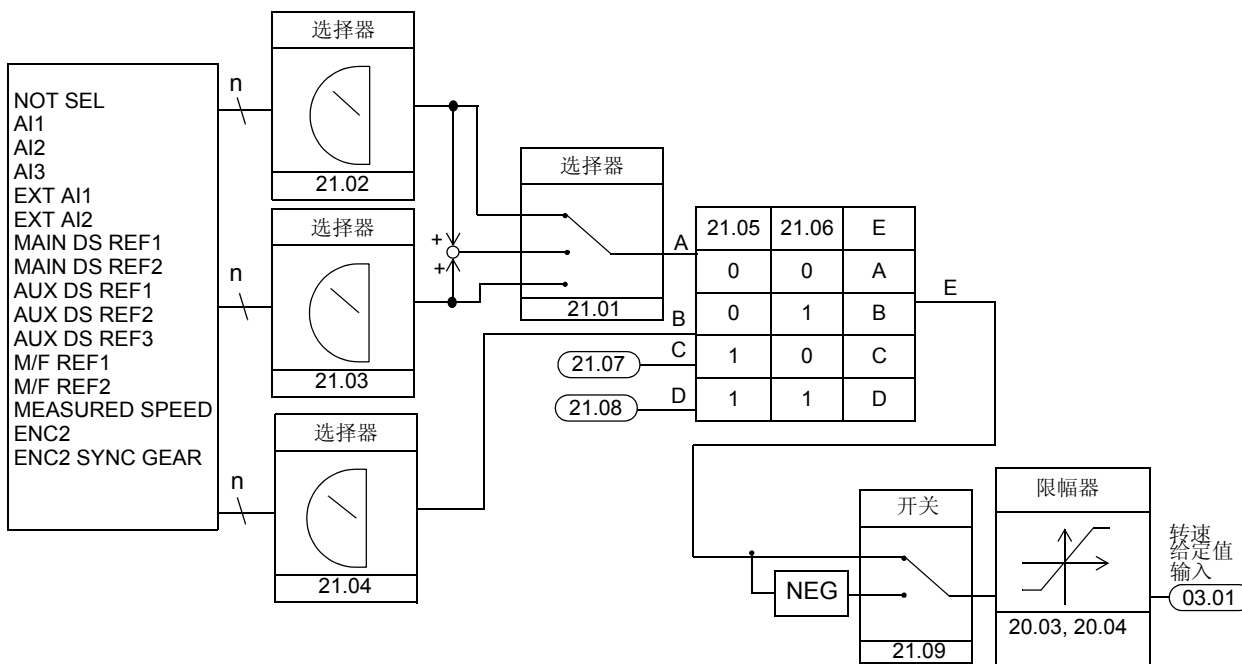 NOT SEL
AI1
AI2
AI3
EXT AI1
EXT AI2
MAIN DS REF1
MAIN DS REF2
AUX DS REF1
AUX DS REF2
AUX DS REF3
M/F REF1
M/F REF2
MEASURED SPEED
ENC2
ENC2 SYNC GEAR
n
选择器
21.02
n
选择器
21.03
n
选择器
21.04
+
+
选择器
21.01
A
B
C
D
21.07
21.08
21.05 21.06 E
0 0 A
0 1 B
1 0 C
1 1 D
E
NEG
开关
21.09
限幅器
20.03, 20.04
转速
给定值
输入
03.01